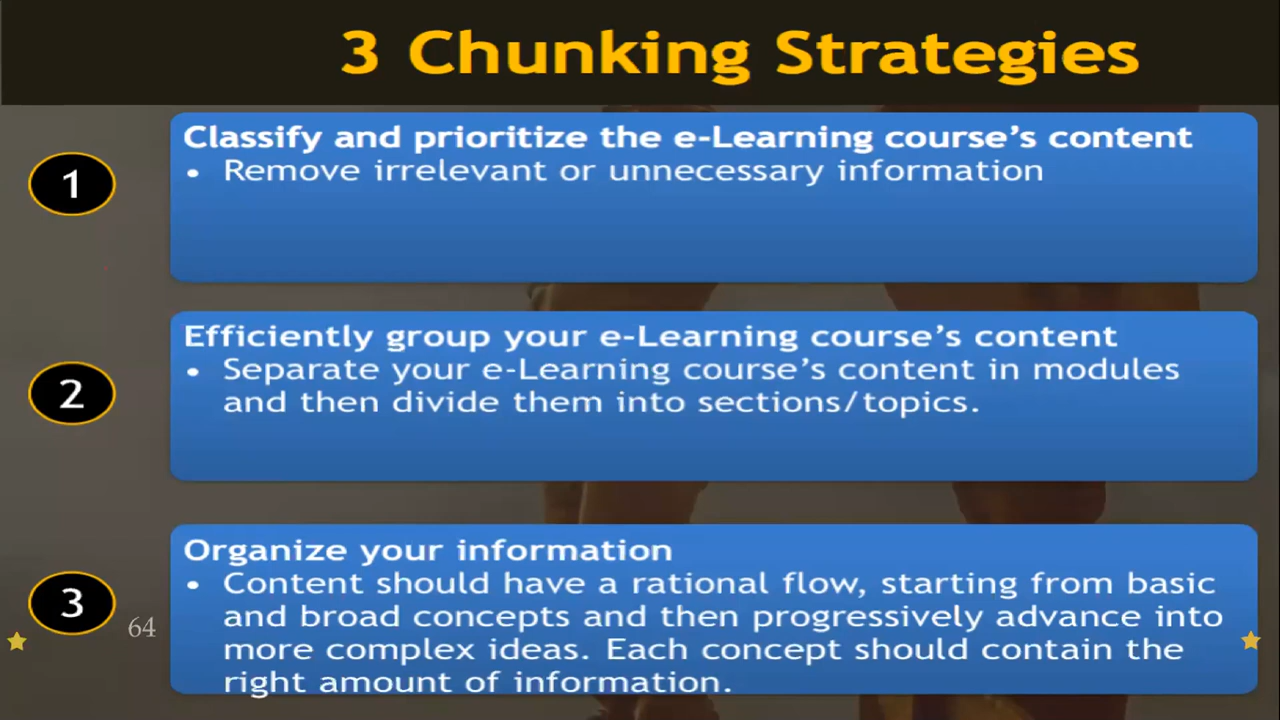 3 Chunking Strategies
1
Classify and prioritize the e-Learning course’s content
• Remove irrelevant or unnecessary information
2
Efficiently group your e-Learning course’s content
• Separate your e-Learning course’s content in modules
and then divide them into sections/topics.
3
Organize your information
• Content should have a rational flow, starting from basic
and broad concepts and then progressively advance into
more complex ideas. Each concept should contain the
right amount of information.
64